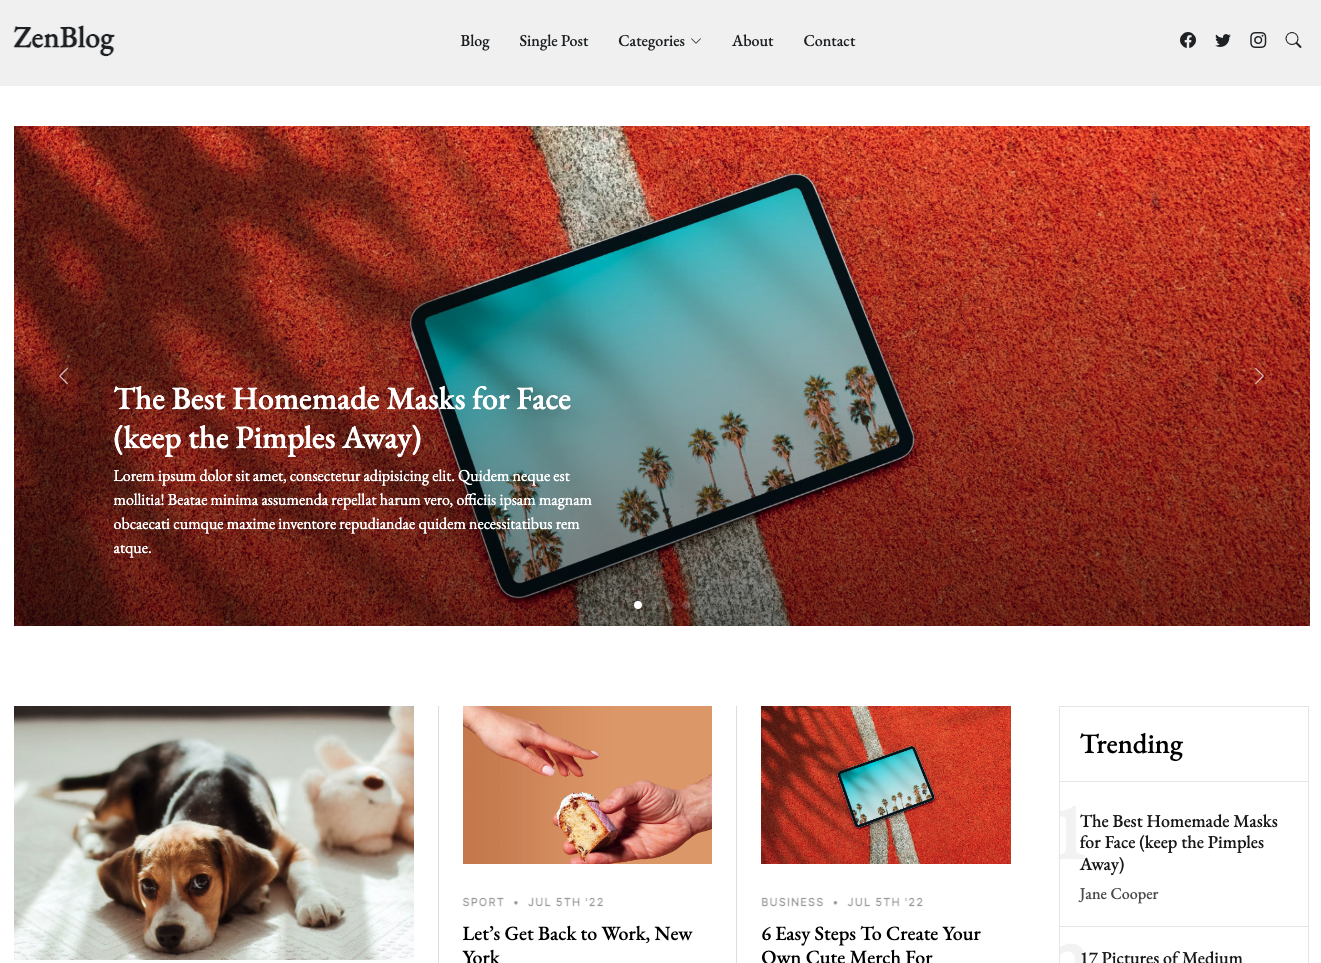 ZenBlog
Blog
Single Post
Categories
About
Contact
The Best Homemade Masks for Face
(keep the Pimples Away)
Lorem ipsum dolor sit amet, consectetur adipisicing elit. Quidem neque est
mollitia! Beatae minima assumenda repellat harum vero, officiis ipsam magnam
obcaecati cumque maxime inventore repudiandae quidem necessitatibus rem
atque.
SPORT • JUL 5TH '22
Let’s Get Back to Work, New
York
BUSINESS • JUL 5TH '22
6 Easy Steps To Create Your
Own Cute Merch For
Trending
1
The Best Homemade Masks
for Face (keep the Pimples
Away)
Jane Cooper
17 Pictures of Medium